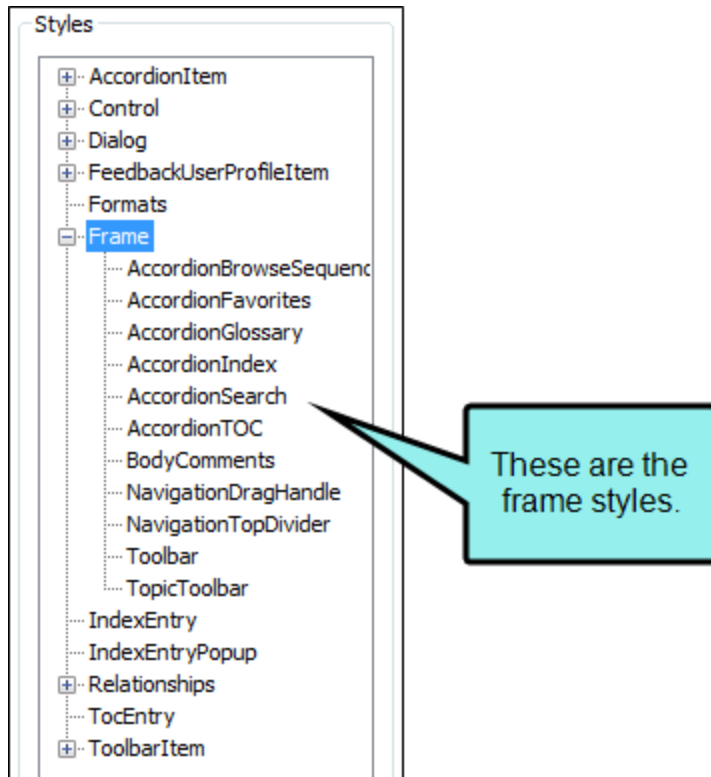 Styles
AccordionItem
Control
Dialog
FeedbackUserProfileItem
Formats
Frame
AccordionBrowseSequenc
AccordionFavorites
AccordionGlossary
AccordionIndex
AccordionSearch
AccordionTOC
BodyComments
NavigationDragHandle
NavigationTopDivider
Toolbar
TopicToolbar
IndexEntry
IndexEntryPopup
Relationships
TocEntry
ToolbarItem
These are the
frame styles.